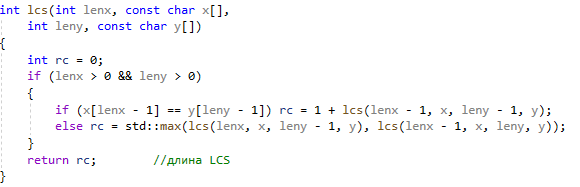 int lcs(int lenx, const char x[],
    int leny, const char y[])
{
    int rc = 0;
    if (lenx > 0 && leny > 0)
    {
        if (x[lenx - 1] == y[leny - 1]) rc = 1 + lcs(lenx - 1, x, leny - 1, y);
        else rc = std::max(lcs(lenx, x, leny - 1, y), lcs(lenx - 1, x, leny, y));
    }
    return rc;        //длина LCS
}